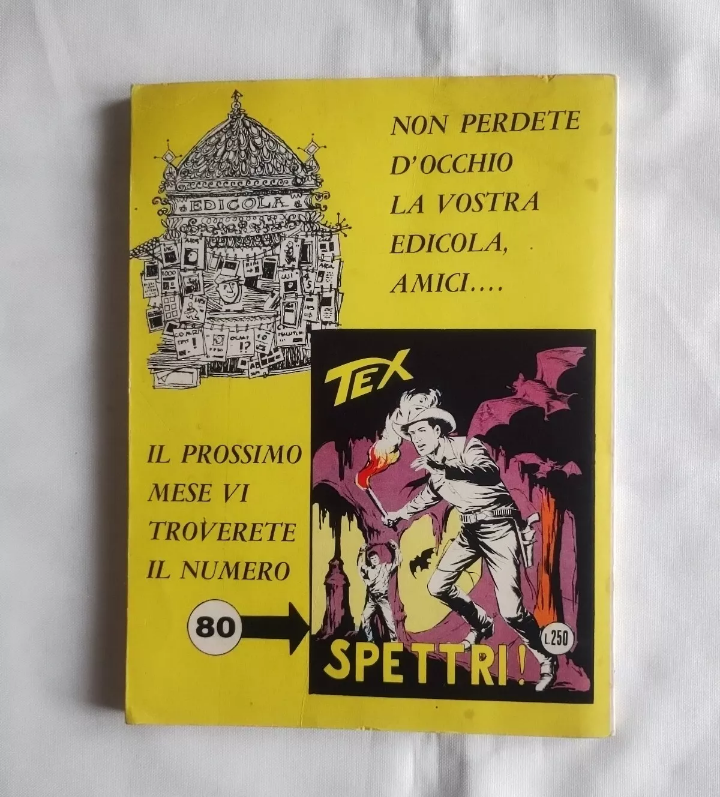 NON PERDETE
D'OCCHIO
LA VOSTRA
EDICOLA,
AMICI....
EDICOLA
IL PROSSIMO
MESE VI
TROVERETE
IL NUMERO
80
TEX
L.250
SPETTRI!